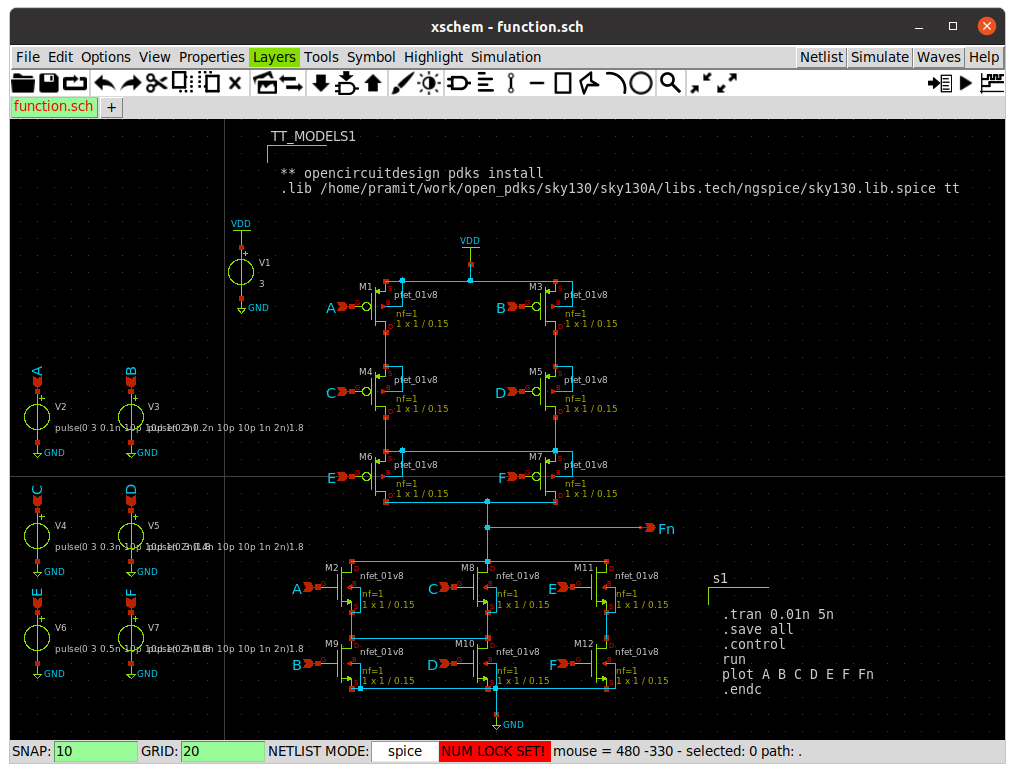 xschem - function.sch
File Edit Options View Properties Layers Tools Symbol Highlight Simulation Netlist Simulate Waves Help
function.sch +
TT_MODELS1
** opencircuitdesign pdks install
.lib /home/pramit/work/open_pdks/sky130/sky130A/libs.tech/ngspice/sky130.lib.spice tt
VDD
V1
3
GND
VDD
M1
pfet_01v8
A
nf=1
1 x 1 / 0.15
M3
pfet_01v8
B
nf=1
1 x 1 / 0.15
M4
pfet_01v8
C
nf=1
1 x 1 / 0.15
M5
pfet_01v8
D
nf=1
1 x 1 / 0.15
M6
pfet_01v8
E
nf=1
1 x 1 / 0.15
M7
pfet_01v8
F
nf=1
1 x 1 / 0.15
A
V2
pulse(0 3 0.1n 10p
GND
B
V3
0.2n 10p 10p 1n 2n)1.8
GND
C
V4
pulse(0 3 0.3n
GND
D
V5
10p 10p 1n 2n)1.8
GND
E
V6
pulse(0 3 0.5n
GND
F
V7
10p 10p 1n 2n)1.8
GND
Fn
M2
nfet_01v8
A
nf=1
1 x 1 / 0.15
M8
nfet_01v8
C
nf=1
1 x 1 / 0.15
M11
nfet_01v8
E
nf=1
1 x 1 / 0.15
M9
nfet_01v8
B
nf=1
1 x 1 / 0.15
M10
nfet_01v8
D
nf=1
1 x 1 / 0.15
M12
nfet_01v8
F
nf=1
1 x 1 / 0.15
GND
s1
.tran 0.01n 5n
.save all
.control
run
plot A B C D E F Fn
.endc
SNAP: 10 GRID: 20 NETLIST MODE: spice NUM LOCK SET! mouse = 480 -330 - selected: 0 path: .